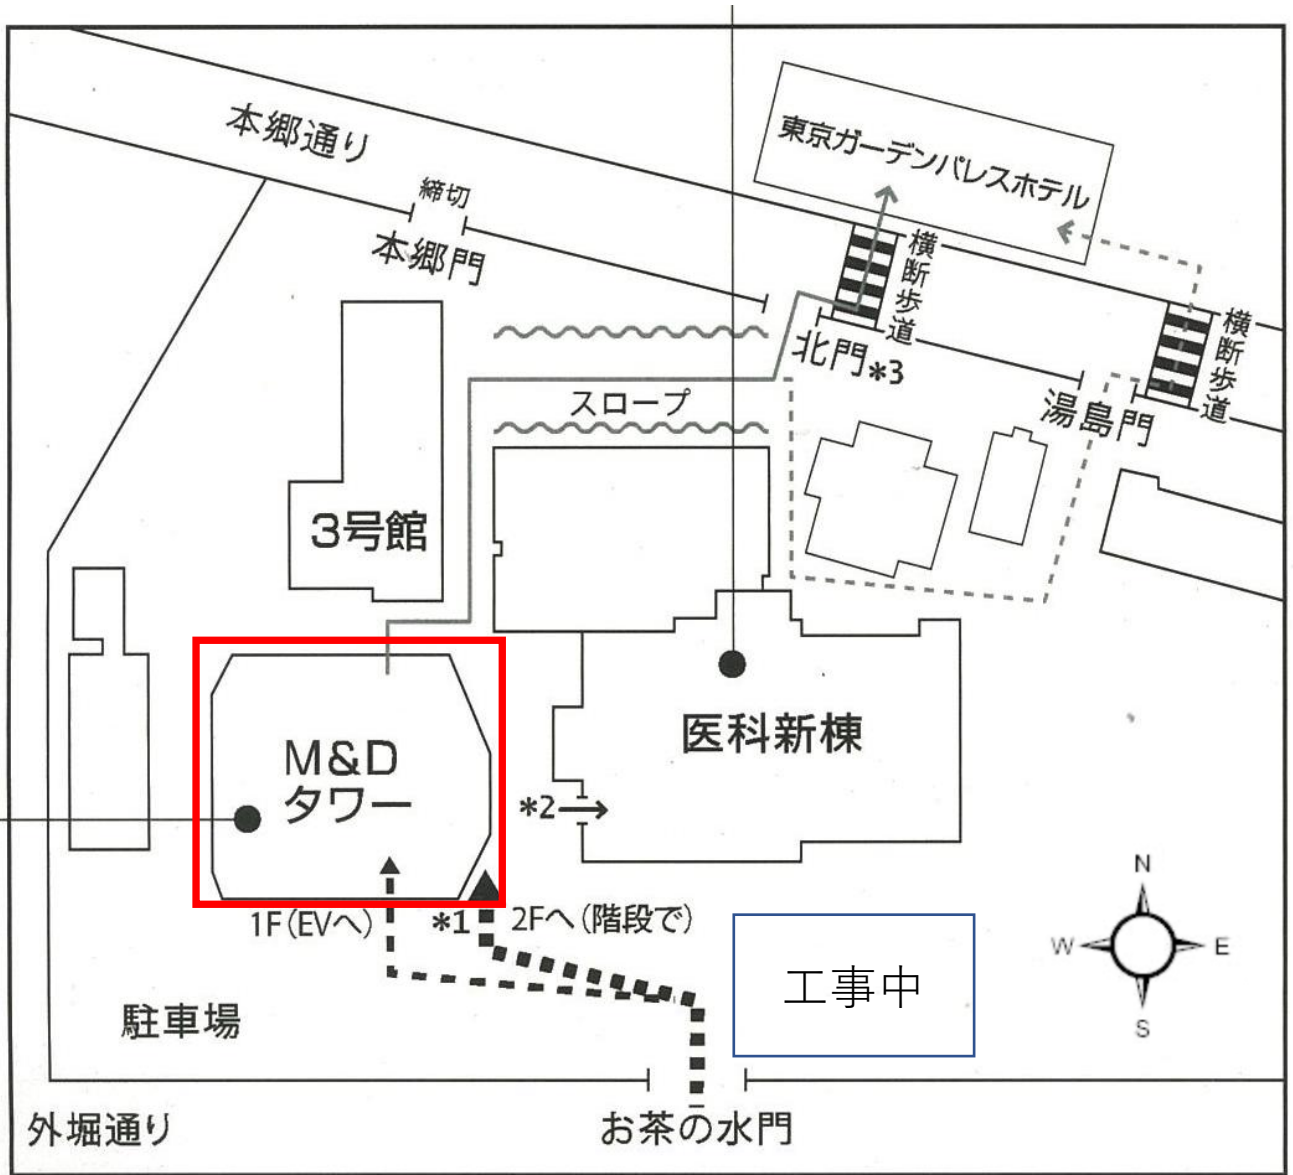 本郷通り
締切
本郷門
東京ガーデンパレスホテル
横断歩道
横断歩道
北門*3
湯島門
スロープ
3号館
医科新棟
M&D
タワー
*2
1F(EVへ)
*1
2Fへ(階段で)
工事中
N
W
E
S
駐車場
外堀通り
お茶の水門